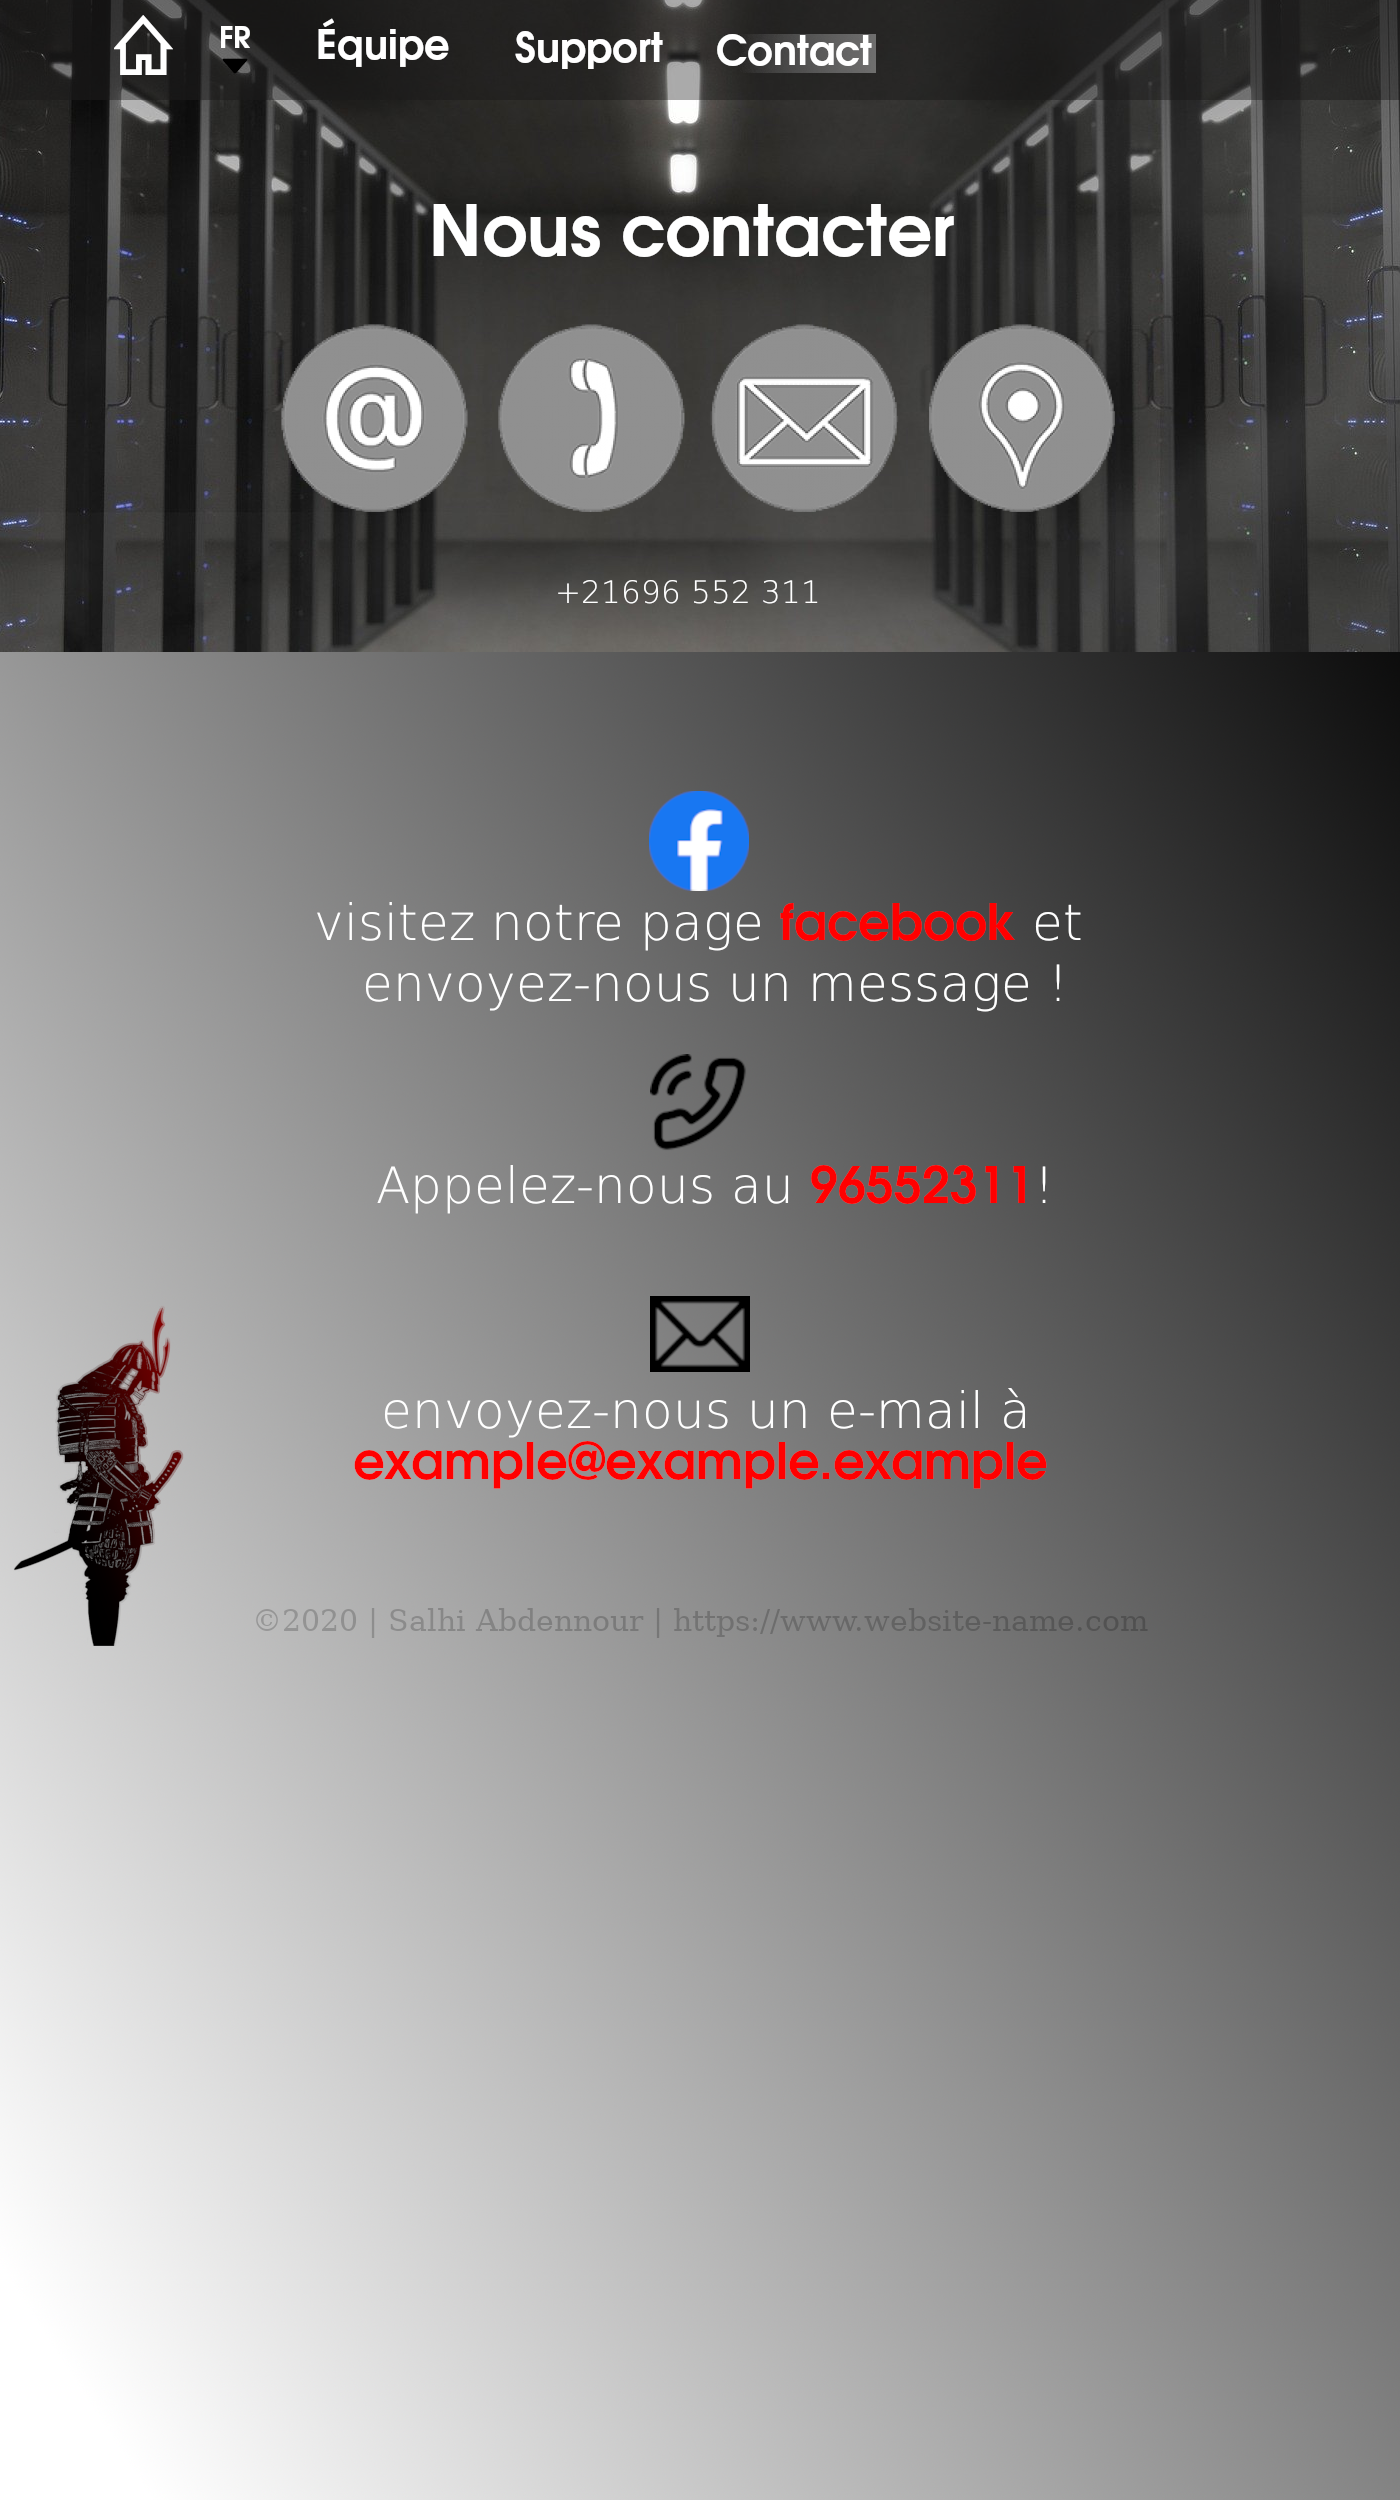 FR
Équipe
Support
Contact
Nous contacter
@
+21696 552 311
visitez notre page facebook et
envoyez-nous un message !
Appelez-nous au 96552311!
envoyez-nous un e-mail à
example@example.example
©2020 | Salhi Abdennour | https://www.website-name.com